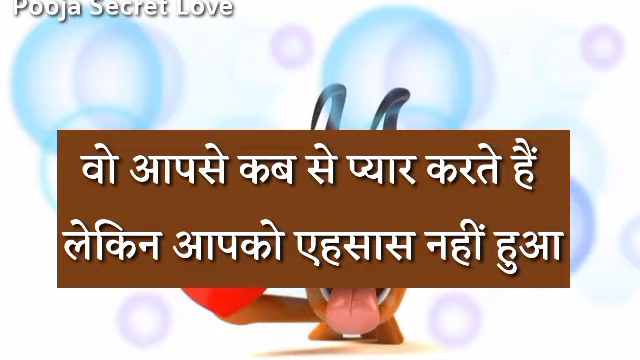 Pooja Secret Love
वो आपसे कब से प्यार करते हैं
लेकिन आपको एहसास नहीं हुआ